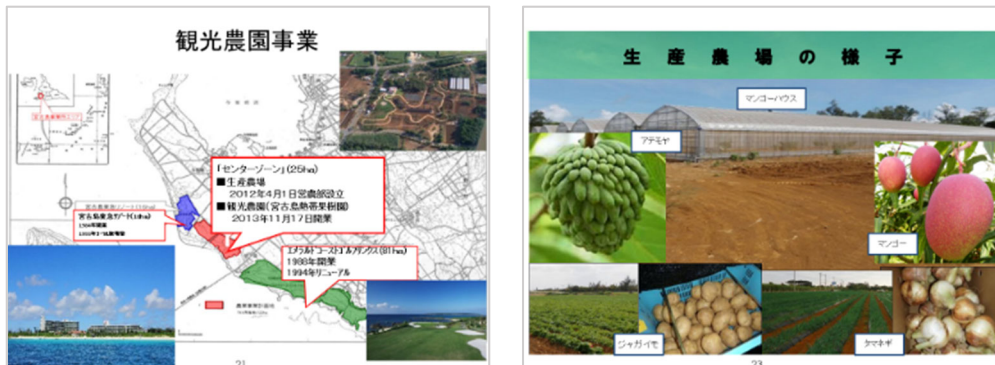 観光農園事業
「センターゾーン」(25ha)
■生産農場
2012年4月1日営農部設立
■観光農園(宮古島熱帯果樹園)
2013年11月17日開業
エメラルドコーストゴルフリンクス(81ha)
1988年開業
1994年リニューアル
21
生産農場の様子
マンゴーハウス
アテモヤ
マンゴー
ジャガイモ
タマネギ
23